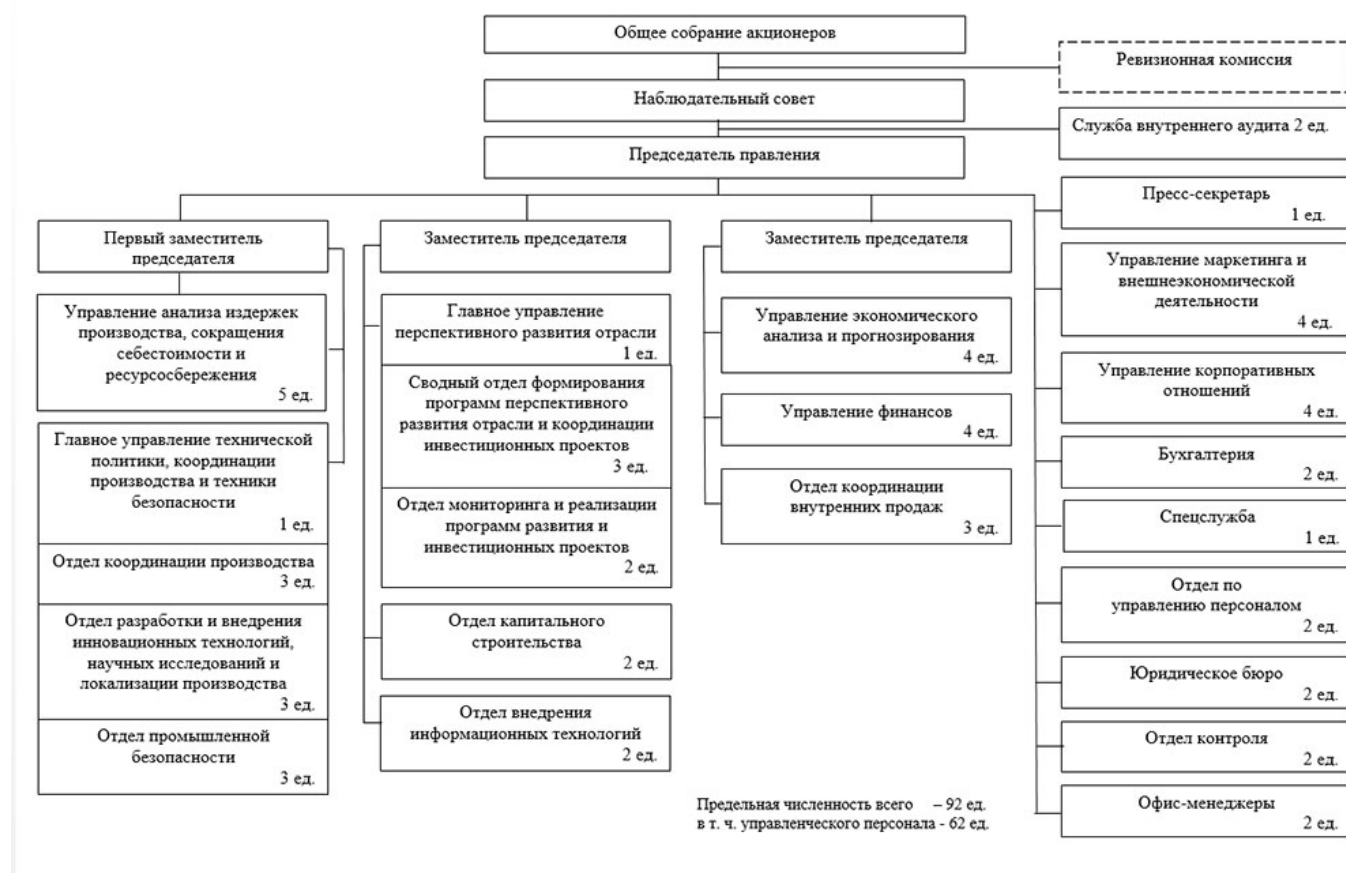 Общее собрание акционеров
Ревизионная комиссия
Наблюдательный совет
Служба внутреннего аудита 2 ед.
Председатель правления
Первый заместитель
председателя
Управление анализа издержек
производства, сокращения
себестоимости и
ресурсосбережения
5 ед.
Главное управление технической
политики, координации
производства и техники
безопасности
1 ед.
Отдел координации производства
3 ед.
Отдел разработки и внедрения
инновационных технологий,
научных исследований и
локализации производства
3 ед.
Отдел промышленной
безопасности
3 ед.
Заместитель председателя
Главное управление
перспективного развития отрасли
1 ед.
Сводный отдел формирования
программ перспективного
развития отрасли и координации
инвестиционных проектов
3 ед.
Отдел мониторинга и реализации
программ развития и
инвестиционных проектов
2 ед.
Отдел капитального
строительства
2 ед.
Отдел внедрения
информационных технологий
2 ед.
Заместитель председателя
Управление экономического
анализа и прогнозирования
4 ед.
Управление финансов
4 ед.
Отдел координации
внутренних продаж
3 ед.
Пресс-секретарь
1 ед.
Управление маркетинга и
внешнеэкономической
деятельности
4 ед.
Управление корпоративных
отношений
4 ед.
Бухгалтерия
2 ед.
Спецслужба
1 ед.
Отдел по
управлению персоналом
2 ед.
Юридическое бюро
2 ед.
Отдел контроля
2 ед.
Офис-менеджеры
2 ед.
Предельная численность всего – 92 ед.
в т. ч. управленческого персонала - 62 ед.